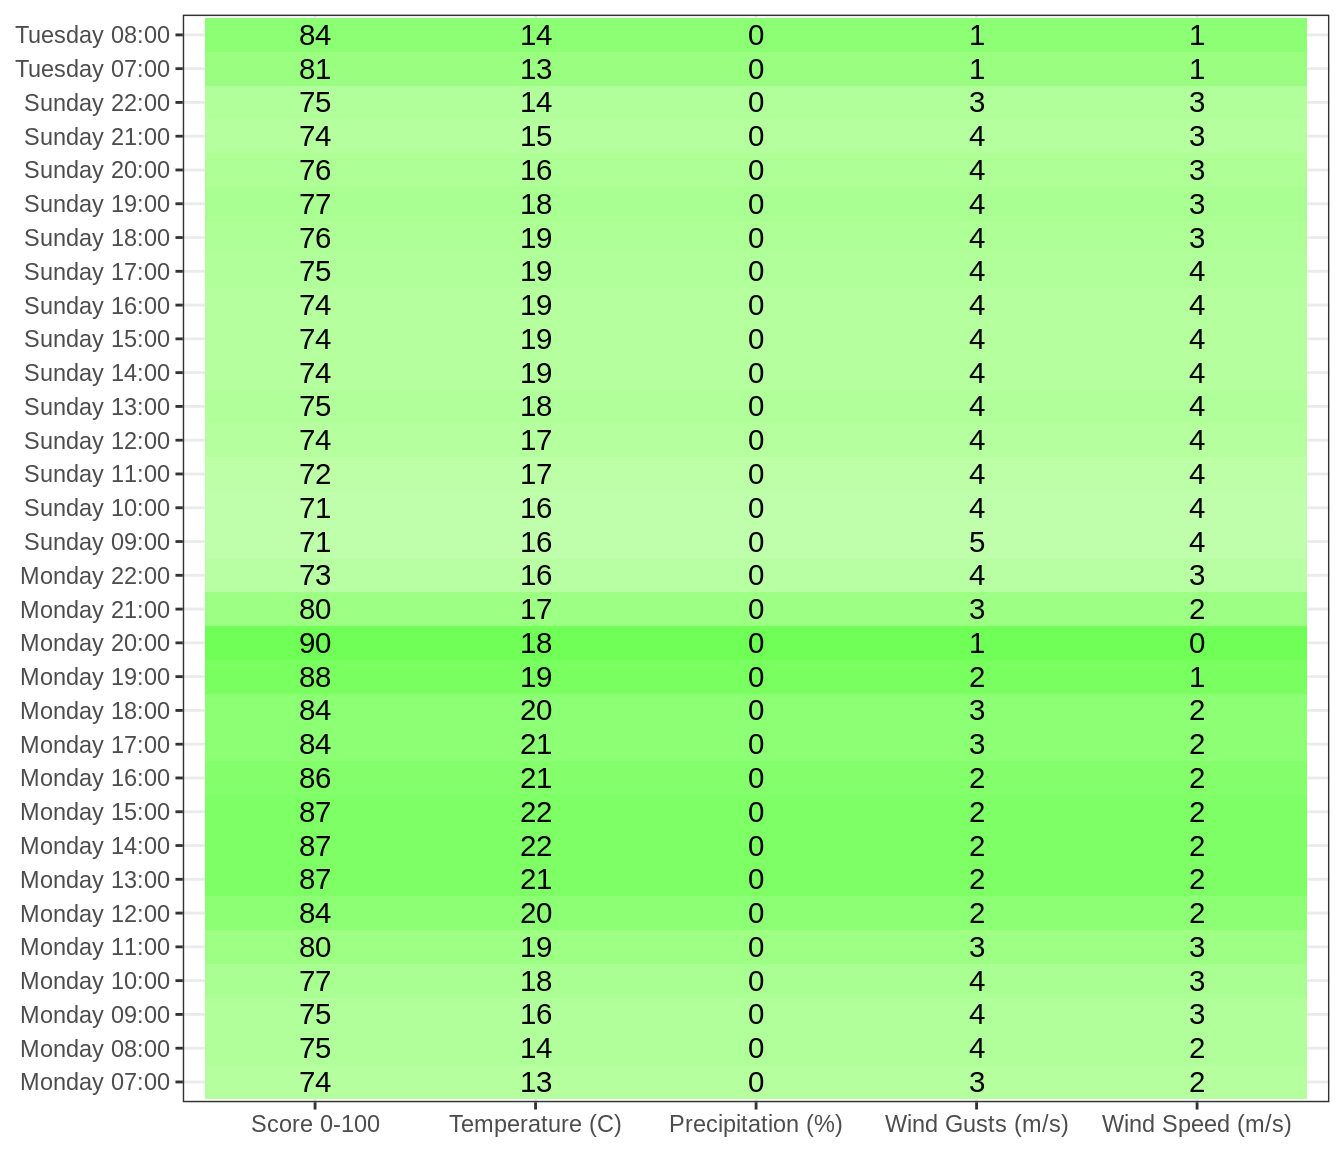 Tuesday 08:00 84 14 0 1 1
Tuesday 07:00 81 13 0 1 1
Sunday 22:00 75 14 0 3 3
Sunday 21:00 74 15 0 4 3
Sunday 20:00 76 16 0 4 3
Sunday 19:00 77 18 0 4 3
Sunday 18:00 76 19 0 4 3
Sunday 17:00 75 19 0 4 4
Sunday 16:00 74 19 0 4 4
Sunday 15:00 74 19 0 4 4
Sunday 14:00 74 19 0 4 4
Sunday 13:00 75 18 0 4 4
Sunday 12:00 74 17 0 4 4
Sunday 11:00 72 17 0 4 4
Sunday 10:00 71 16 0 4 4
Sunday 09:00 71 16 0 5 4
Monday 22:00 73 16 0 4 3
Monday 21:00 80 17 0 3 2
Monday 20:00 90 18 0 1 0
Monday 19:00 88 19 0 2 1
Monday 18:00 84 20 0 3 2
Monday 17:00 84 21 0 3 2
Monday 16:00 86 21 0 2 2
Monday 15:00 87 22 0 2 2
Monday 14:00 87 22 0 2 2
Monday 13:00 87 21 0 2 2
Monday 12:00 84 20 0 2 2
Monday 11:00 80 19 0 3 3
Monday 10:00 77 18 0 4 3
Monday 09:00 75 16 0 4 3
Monday 08:00 75 14 0 4 2
Monday 07:00 74 13 0 3 2
Score 0-100 Temperature (C) Precipitation (%) Wind Gusts (m/s) Wind Speed (m/s)